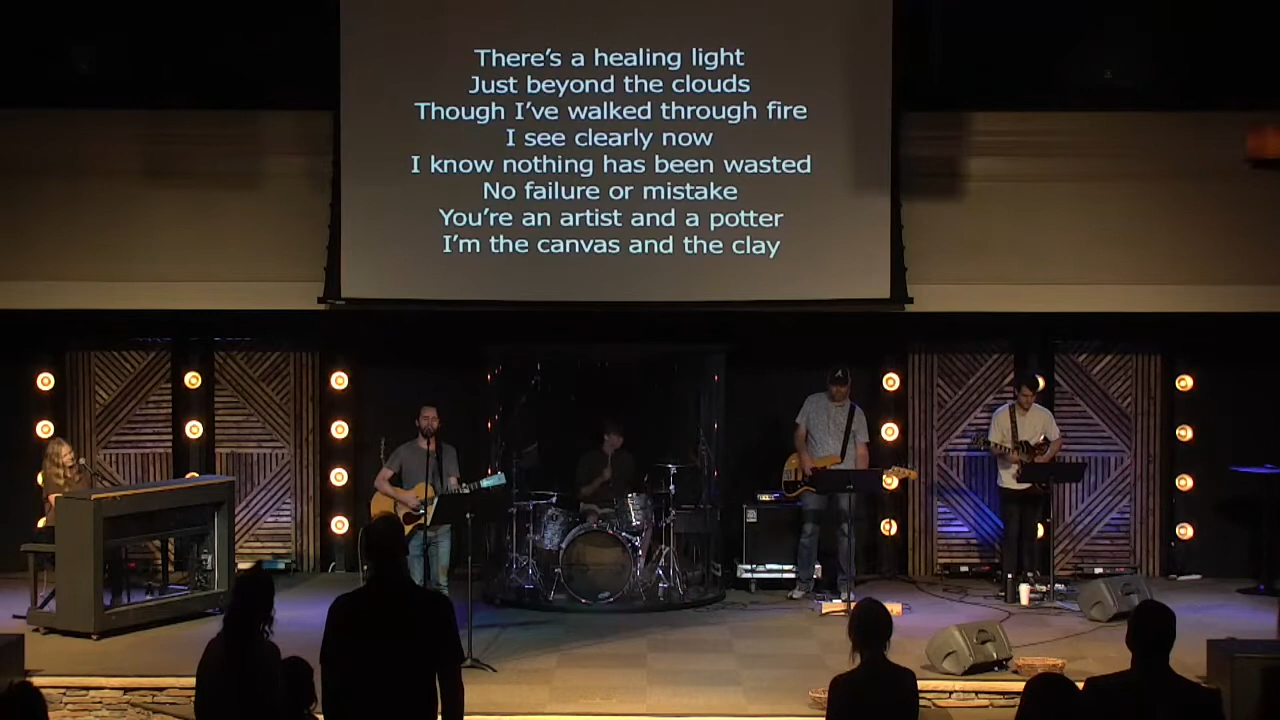 There's a healing light
Just beyond the clouds
Though I've walked through fire
I see clearly now
I know nothing has been wasted
No failure or mistake
You're an artist and a potter
I'm the canvas and the clay